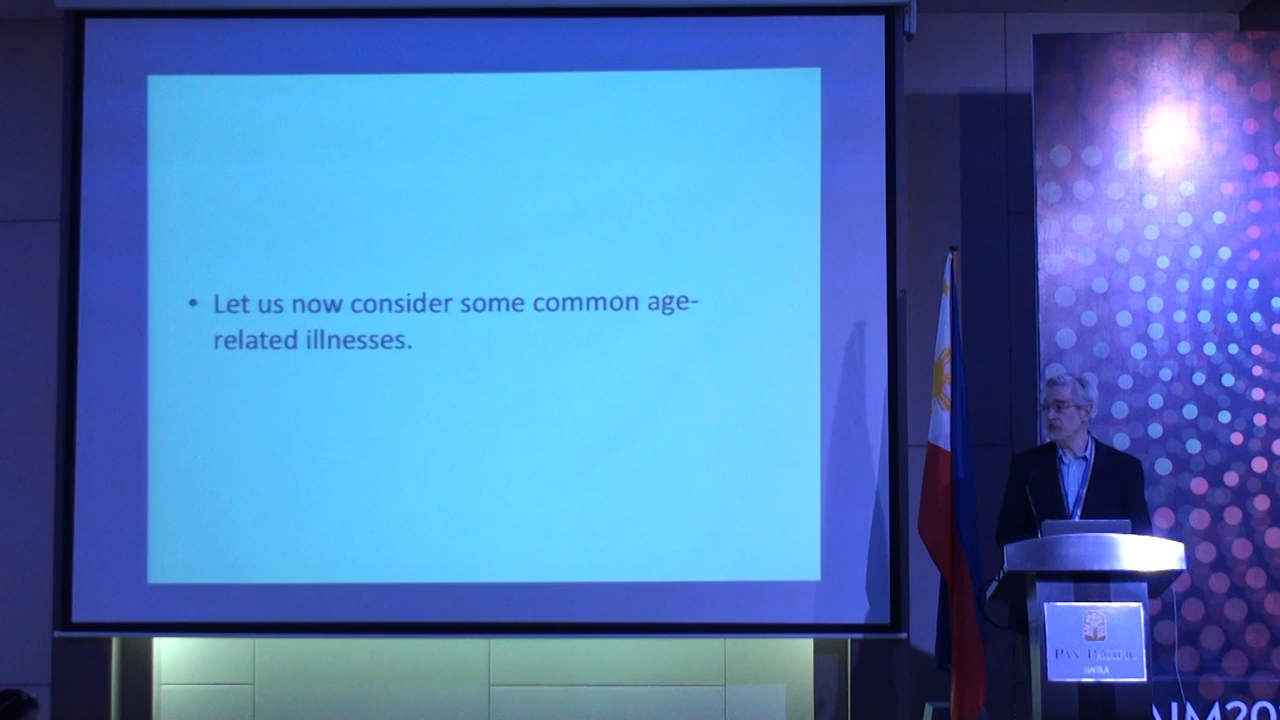 • Let us now consider some common age-
related illnesses.
PAN PACIFIC
MANILA